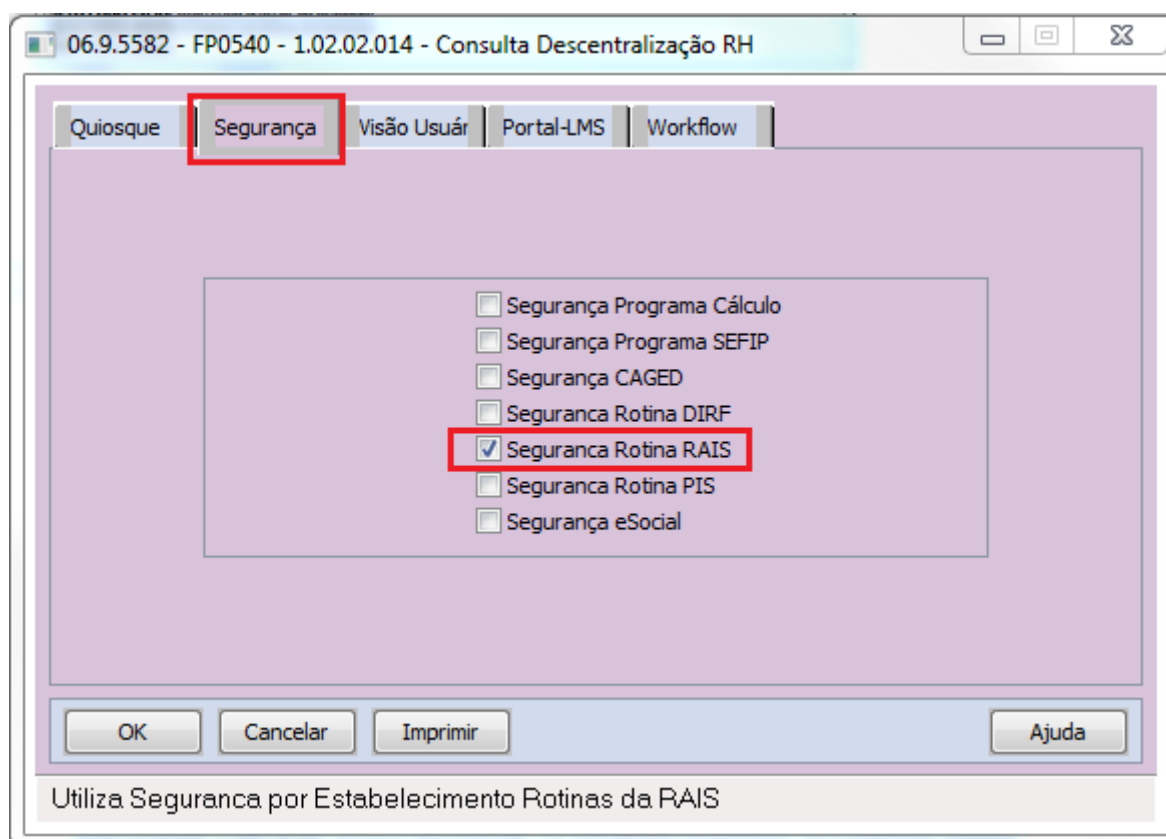 06.9.5582 - FP0540 - 1.02.02.014 - Consulta Descentralização RH
Quiosque Segurança Visão Usuár Portal-LMS Workflow
Segurança Programa Cálculo
Segurança Programa SEFIP
Segurança CAGED
Seguranca Rotina DIRF
Seguranca Rotina RAIS
Seguranca Rotina PIS
Segurança eSocial
OK Cancelar Imprimir Ajuda
Utiliza Seguranca por Estabelecimento Rotinas da RAIS